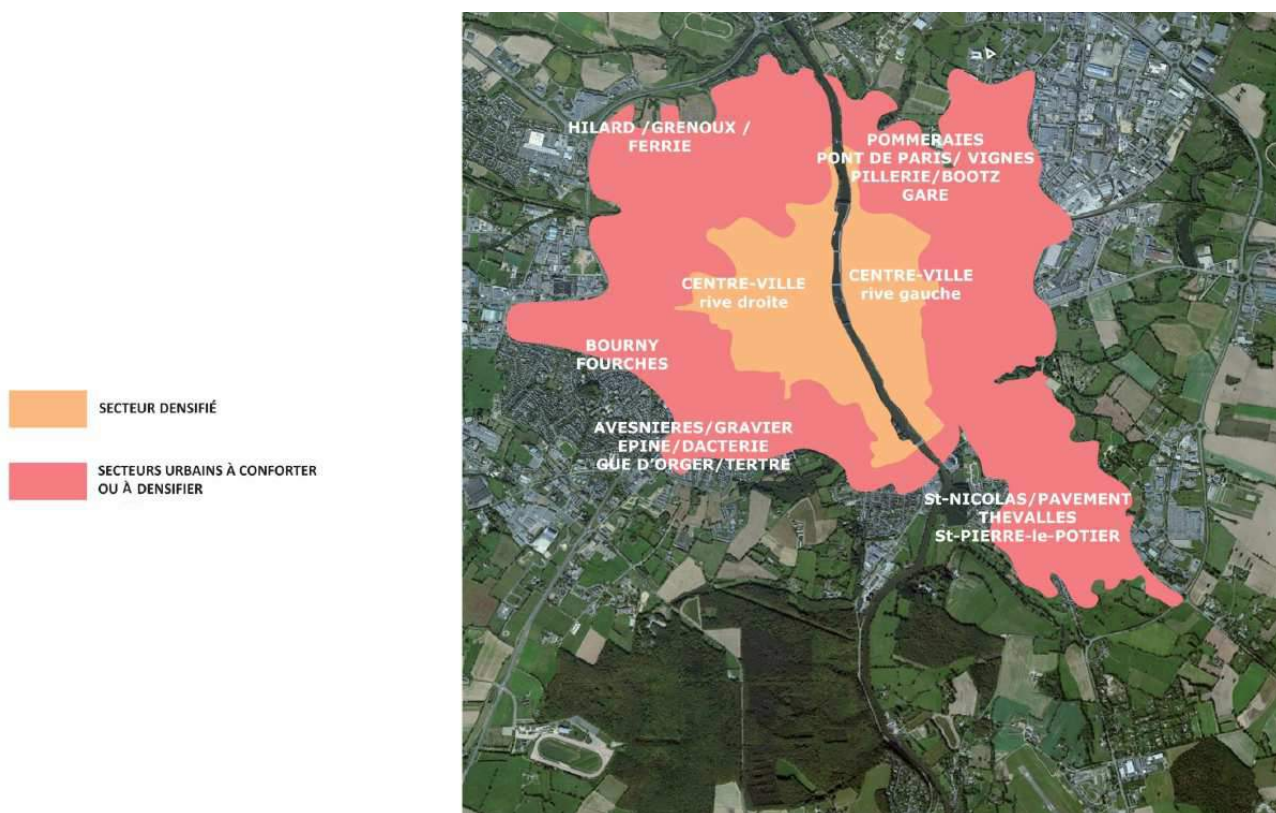 HILARD /GRENOUX /
FERRIE
POMMERAIES
PONT DE PARIS/ VIGNES
PILLERIE/BOOTZ
GARE
CENTRE-VILLE
rive droite
CENTRE-VILLE
rive gauche
BOURNY
FOURCHES
AVESNIERES/GRAVIER
EPINE/DACTERIE
GUE D'ORGER/TERTRE
St-NICOLAS/PAVEMENT
THEVALLES
St-PIERRE-le-POTIER
SECTEUR DENSIFIÉ
SECTEURS URBAINS À CONFORTER
OU À DENSIFIER